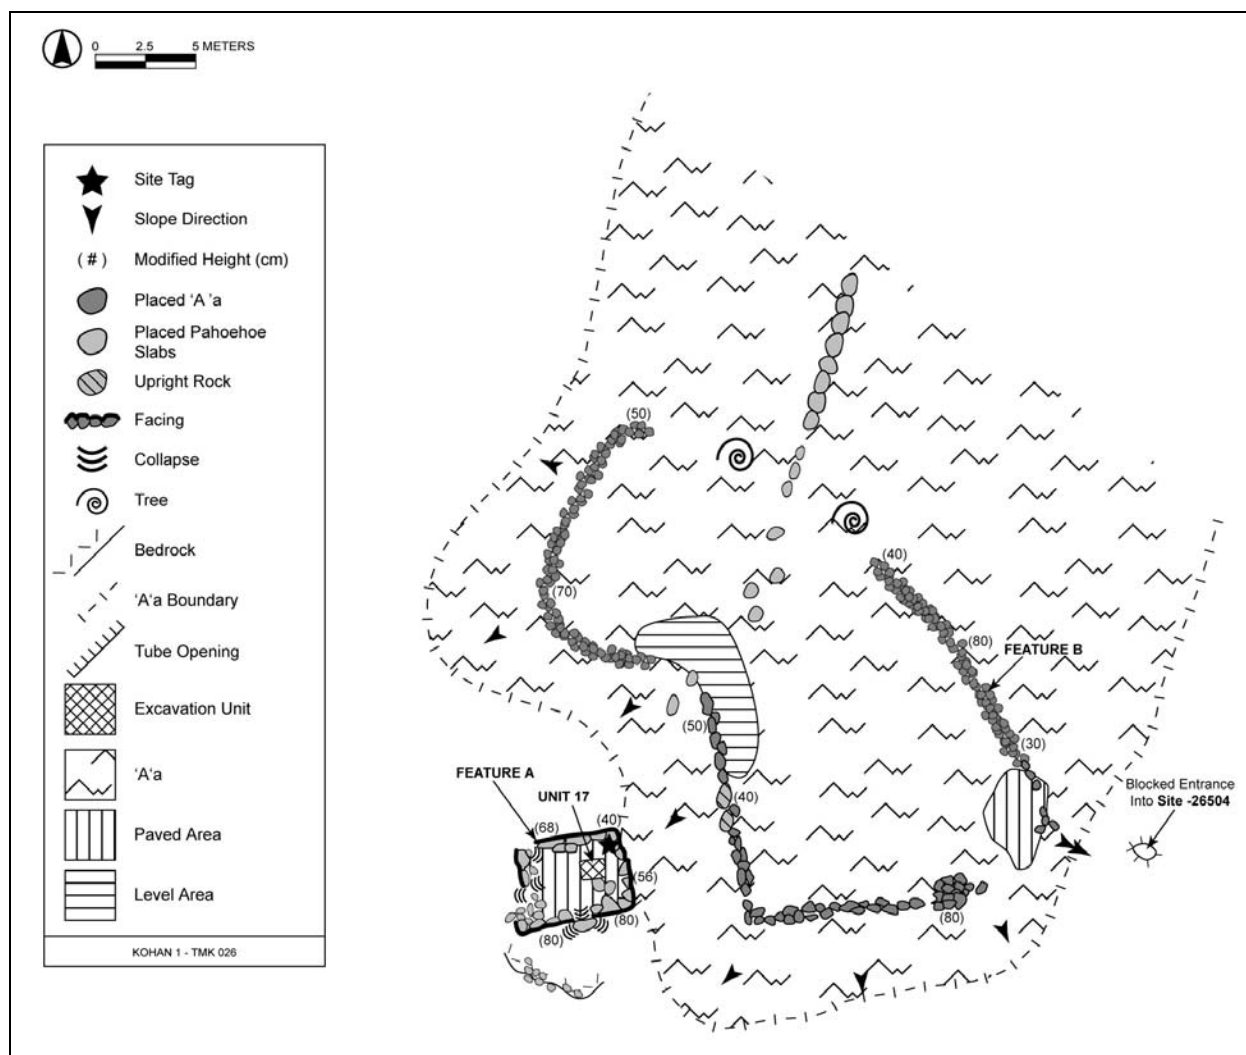 0 2.5 5 METERS
Site Tag
Slope Direction
( # ) Modified Height (cm)
Placed ‘A ’a
Placed Pahoehoe
Slabs
Upright Rock
Facing
Collapse
Tree
Bedrock
‘A‘a Boundary
Tube Opening
Excavation Unit
‘A‘a
Paved Area
Level Area
KOHAN 1 - TMK 026
(50)
(70)
(40)
(80)
FEATURE B
(50)
(30)
FEATURE A
UNIT 17
(40)
Blocked Entrance
Into Site -26504
(68)
(40)
(56)
(80)
(80)
(80)